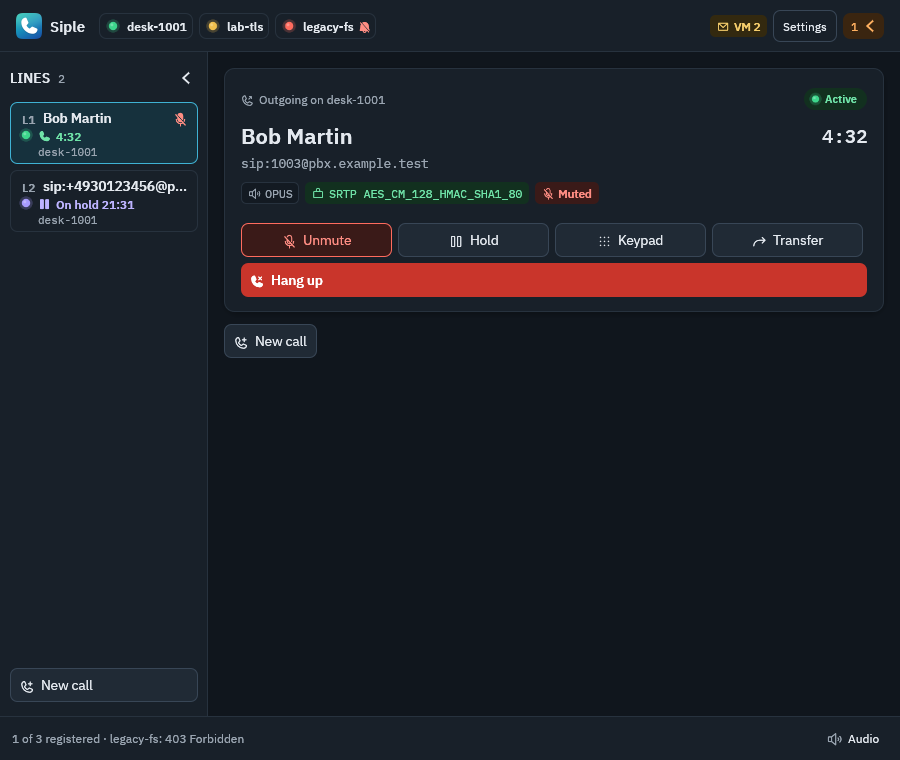 Siple
desk-1001
lab-tls
legacy-fs
VM 2
Settings
1
LINES 2
L1 Bob Martin
4:32
desk-1001
L2 sip:+4930123456@p...
On hold 21:31
desk-1001
New call
Outgoing on desk-1001
Active
Bob Martin
4:32
sip:1003@pbx.example.test
OPUS
SRTP AES_CM_128_HMAC_SHA1_80
Muted
Unmute
Hold
Keypad
Transfer
Hang up
New call
1 of 3 registered · legacy-fs: 403 Forbidden
Audio